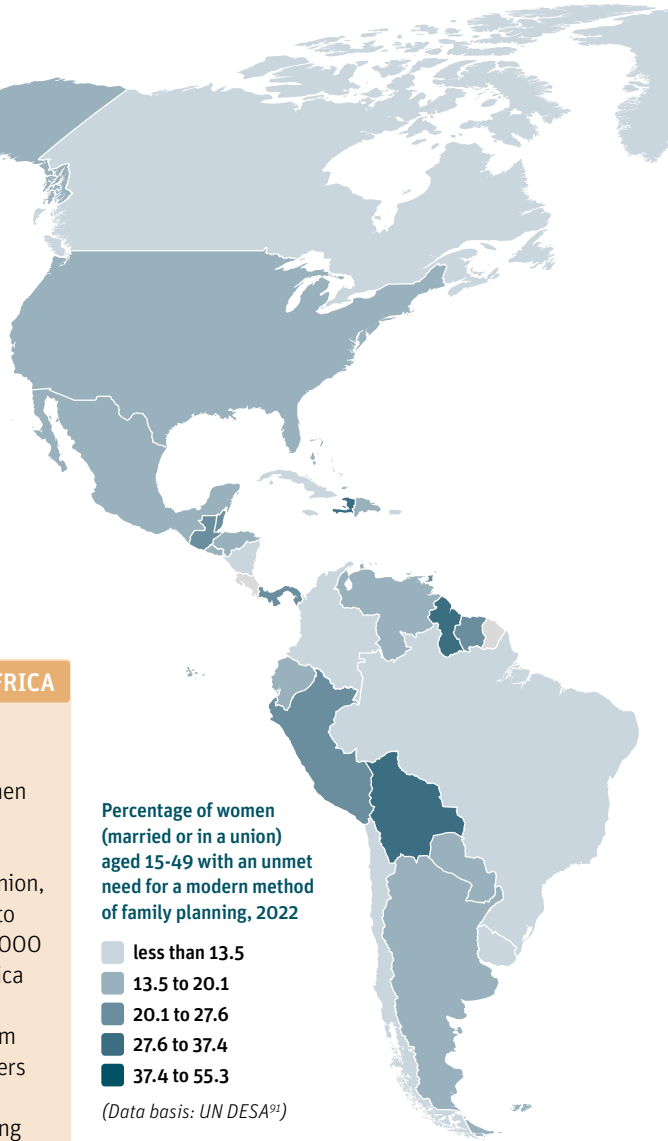 FRICA
en
nion,
to
000
ica
m
ers
ng
Percentage of women
(married or in a union)
aged 15-49 with an unmet
need for a modern method
of family planning, 2022
less than 13.5
13.5 to 20.1
20.1 to 27.6
27.6 to 37.4
37.4 to 55.3
(Data basis: UN DESA⁹¹)